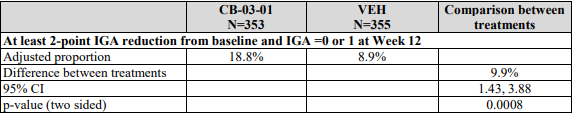 CB-03-01 VEH Comparison between
N=353 N=355 treatments
At least 2-point IGA reduction from baseline and IGA =0 or 1 at Week 12
Adjusted proportion 18.8% 8.9%
Difference between treatments 9.9%
95% CI 1.43, 3.88
p-value (two sided) 0.0008